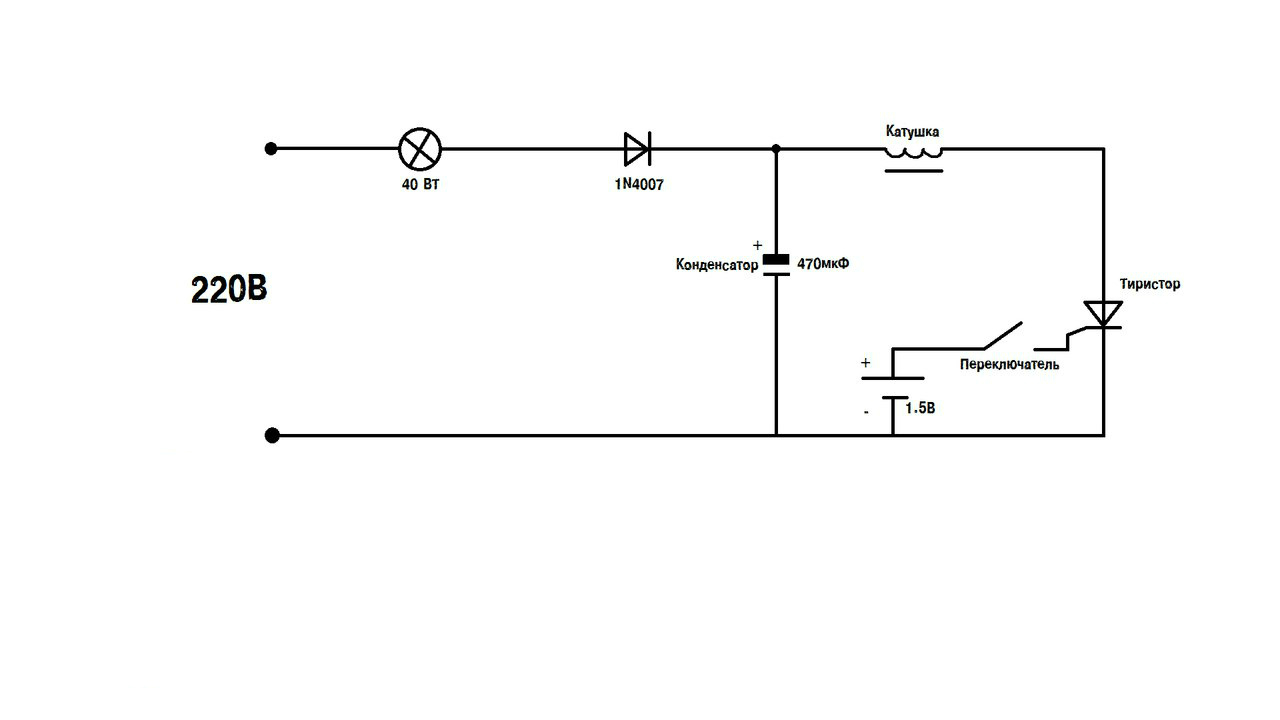 Катушка
40 ВТ
1N4007
+
Конденсатор 470мкФ
220В
Тиристор
+
Переключатель
- 1.5В